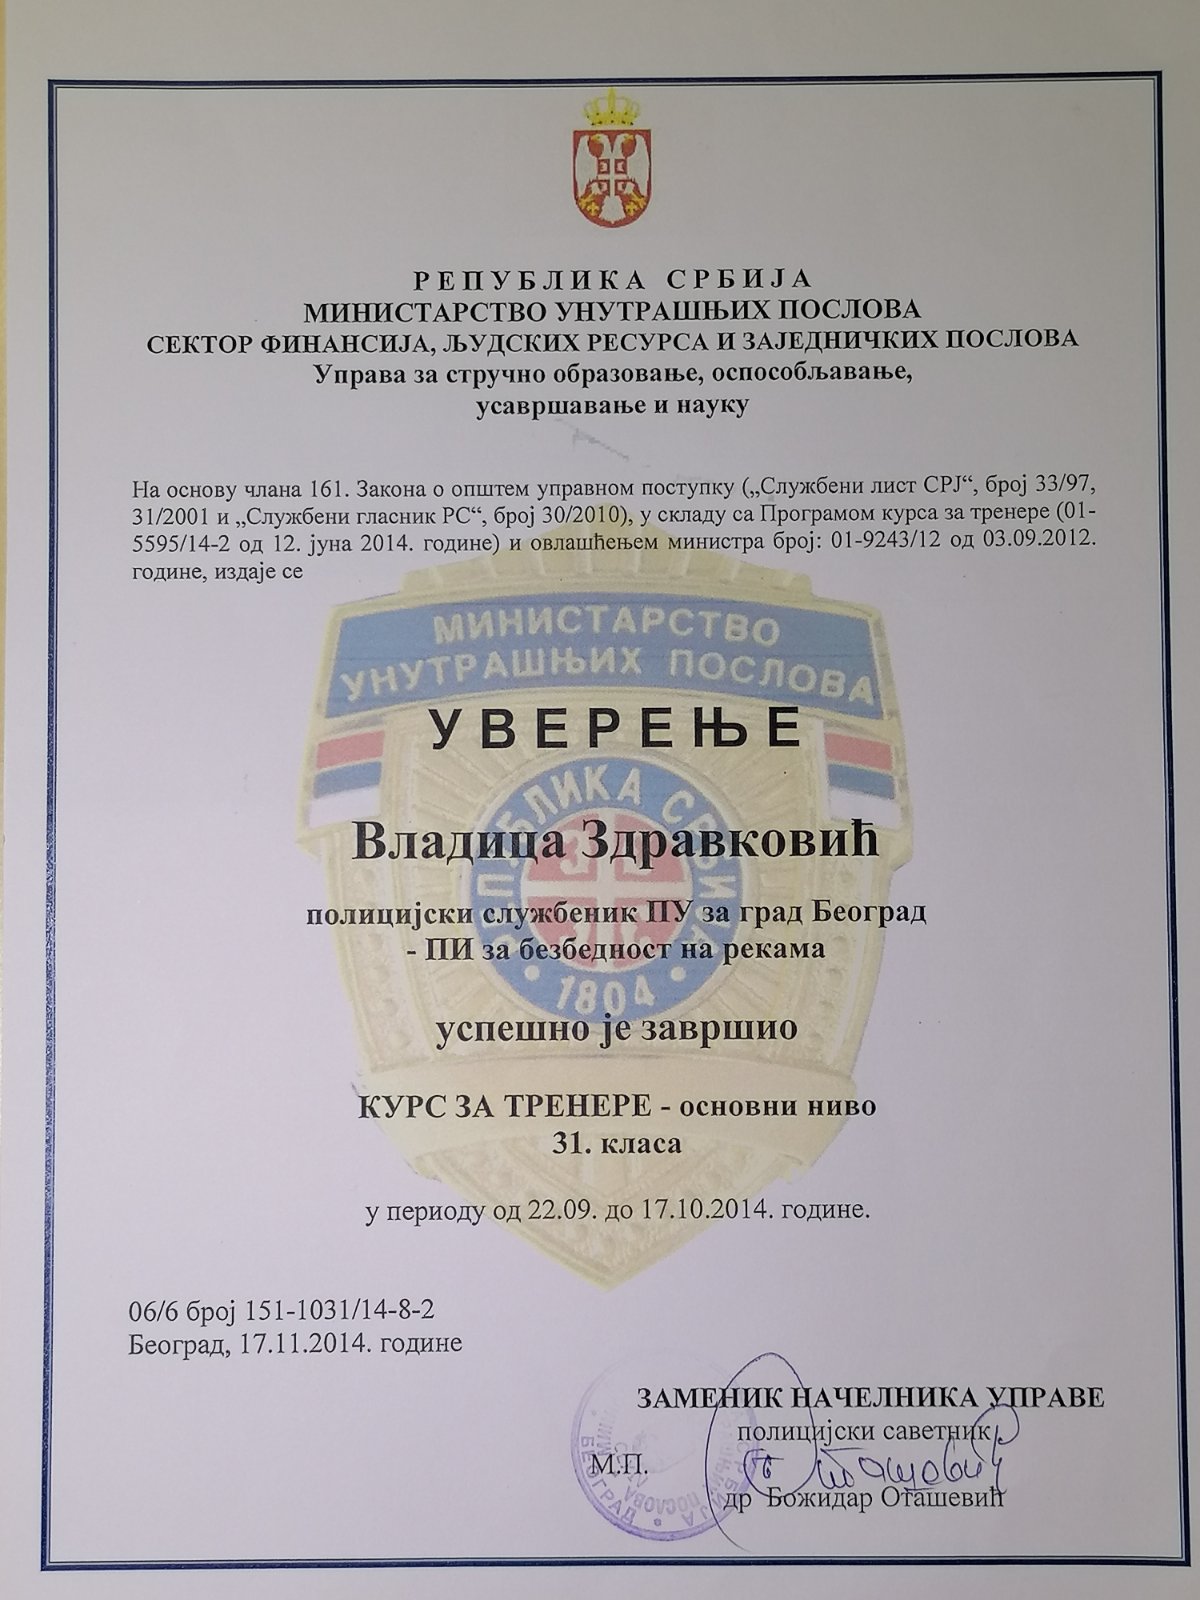 РЕПУБЛИКА СРБИЈА
МИНИСТАРСТВО УНУТРАШЊИХ ПОСЛОВА
СЕКТОР ФИНАНСИЈА, ЉУДСКИХ РЕСУРСА И ЗАЈЕДНИЧКИХ ПОСЛОВА
Управа за стручно образовање, оспособљавање,
усавршавање и науку
На основу члана 161. Закона о општем управном поступку („Службени лист СРЈ“, број 33/97,
31/2001 и „Службени гласник РС“, број 30/2010), у складу са Програмом курса за тренере (01-
5595/14-2 од 12. јуна 2014. године) и овлашћењем министра број: 01-9243/12 од 03.09.2012.
године, издаје се
МИНИСТАРСТВО
УНУТРАШЊИХ ПОСЛОВА
УВЕРЕЊЕ
РЕПУБЛИКА СРБИЈА
Владица Здравковић
полицијски службеник ПУ за град Београд
- ПИ за безбедност на рекама
1804
успешно је завршио
КУРС ЗА ТРЕНЕРЕ - основни ниво
31. класа
у периоду од 22.09. до 17.10.2014. године.
06/6 број 151-1031/14-8-2
Београд, 17.11.2014. године
ЗАМЕНИК НАЧЕЛНИКА УПРАВЕ
полицијски саветник
М.П.
др Божидар Оташевић
БЕОГРАД